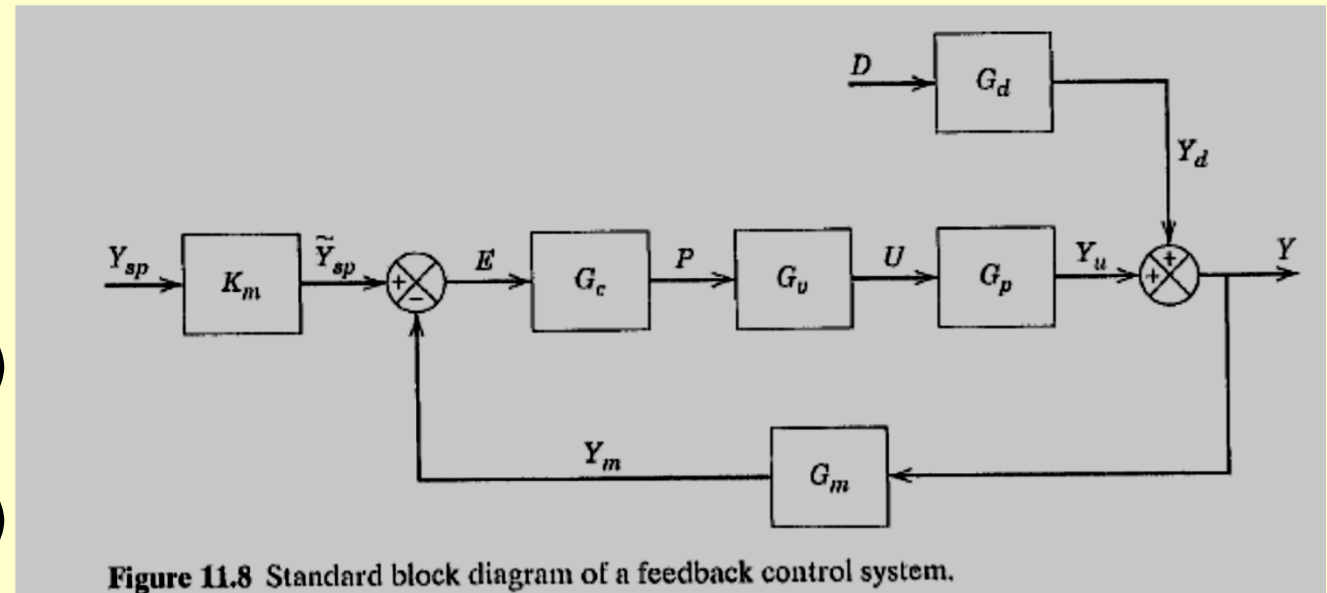 D
G_d
Y_d
Y_sp
K_m
Ỹ_sp
+
−
E
G_c
P
G_v
U
G_p
Y_u
+
+
Y
Y_m
G_m
Figure 11.8 Standard block diagram of a feedback control system.